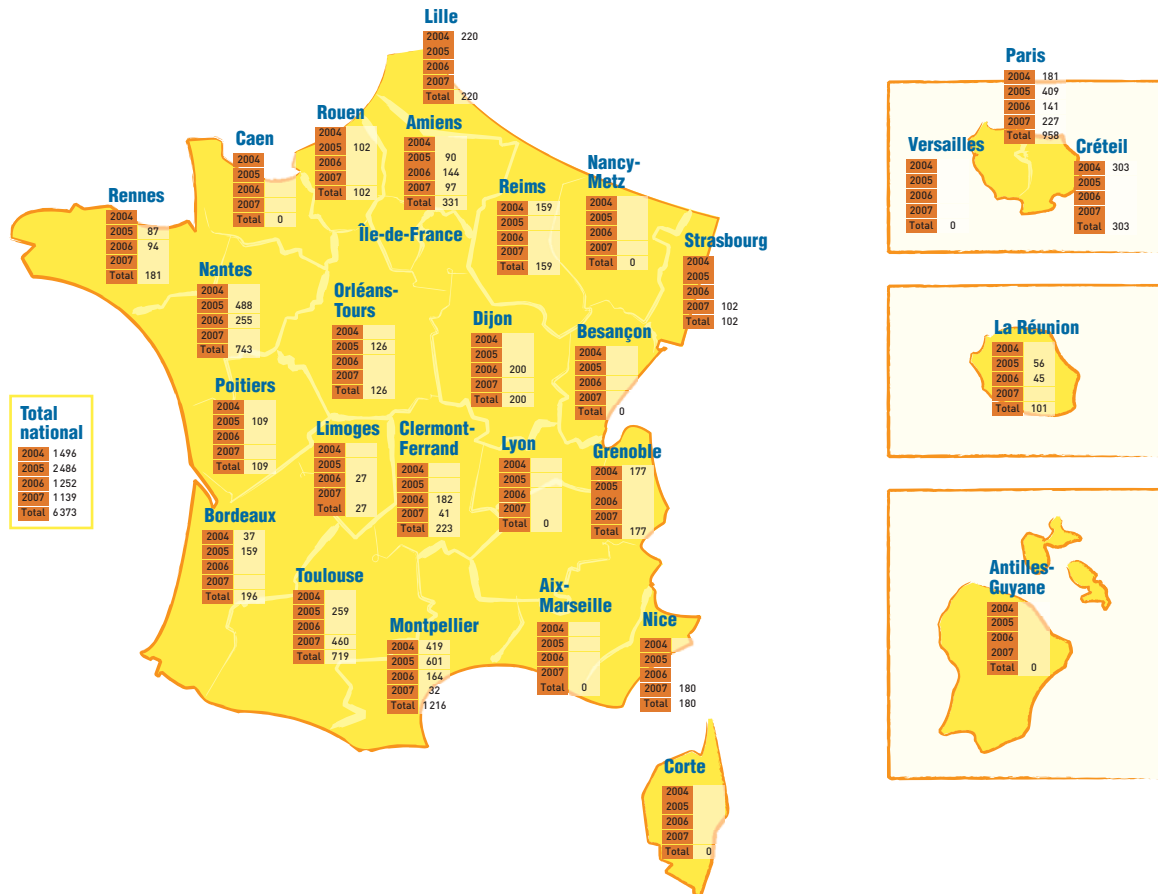 Lille
2004 220
2005
2006
2007
Total 220
Rouen
2004
2005 102
2006
2007
Total 102
Amiens
2004
2005 90
2006 144
2007 97
Total 331
Caen
2004
2005
2006
2007
Total 0
Nancy-
Metz
2004
2005
2006
2007
Total 0
Reims
2004 159
2005
2006
2007
Total 159
Rennes
2004
2005 87
2006 94
2007
Total 181
Île-de-France
Strasbourg
2004
2005
2006
2007 102
Total 102
Nantes
2004
2005 488
2006 255
2007
Total 743
Orléans-
Tours
2004
2005 126
2006
2007
Total 126
Dijon
2004
2005
2006 200
2007
Total 200
Besançon
2004
2005
2006
2007
Total 0
Poitiers
2004
2005 109
2006
2007
Total 109
Total
national
2004 1 496
2005 2 486
2006 1 252
2007 1 139
Total 6 373
Limoges
2004
2005
2006 27
2007
Total 27
Clermont-
Ferrand
2004
2005
2006 182
2007 41
Total 223
Lyon
2004
2005
2006
2007
Total 0
Grenoble
2004 177
2005
2006
2007
Total 177
Bordeaux
2004 37
2005 159
2006
2007
Total 196
Toulouse
2004
2005 259
2006
2007 460
Total 719
Montpellier
2004 419
2005 601
2006 164
2007 32
Total 1 216
Aix-
Marseille
2004
2005
2006
2007
Total 0
Nice
2004
2005
2006
2007 180
Total 180
Corte
2004
2005
2006
2007
Total 0
Paris
2004 181
2005 409
2006 141
2007 227
Total 958
Versailles
2004
2005
2006
2007
Total 0
Créteil
2004 303
2005
2006
2007
Total 303
La Réunion
2004
2005 56
2006 45
2007
Total 101
Antilles-
Guyane
2004
2005
2006
2007
Total 0